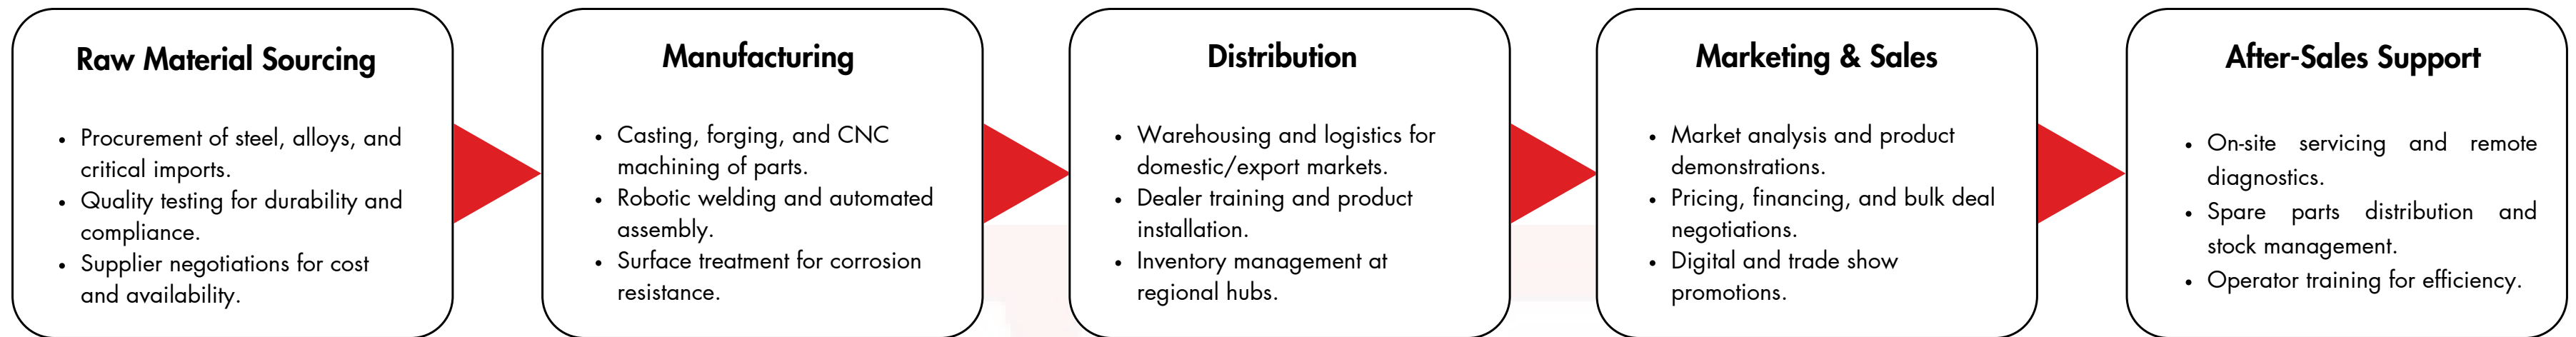 Raw Material Sourcing
• Procurement of steel, alloys, and
critical imports.
• Quality testing for durability and
compliance.
• Supplier negotiations for cost
and availability.
Manufacturing
• Casting, forging, and CNC
machining of parts.
• Robotic welding and automated
assembly.
• Surface treatment for corrosion
resistance.
Distribution
• Warehousing and logistics for
domestic/export markets.
• Dealer training and product
installation.
• Inventory management at
regional hubs.
Marketing & Sales
• Market analysis and product
demonstrations.
• Pricing, financing, and bulk deal
negotiations.
• Digital and trade show
promotions.
After-Sales Support
• On-site servicing and remote
diagnostics.
• Spare parts distribution and
stock management.
• Operator training for efficiency.